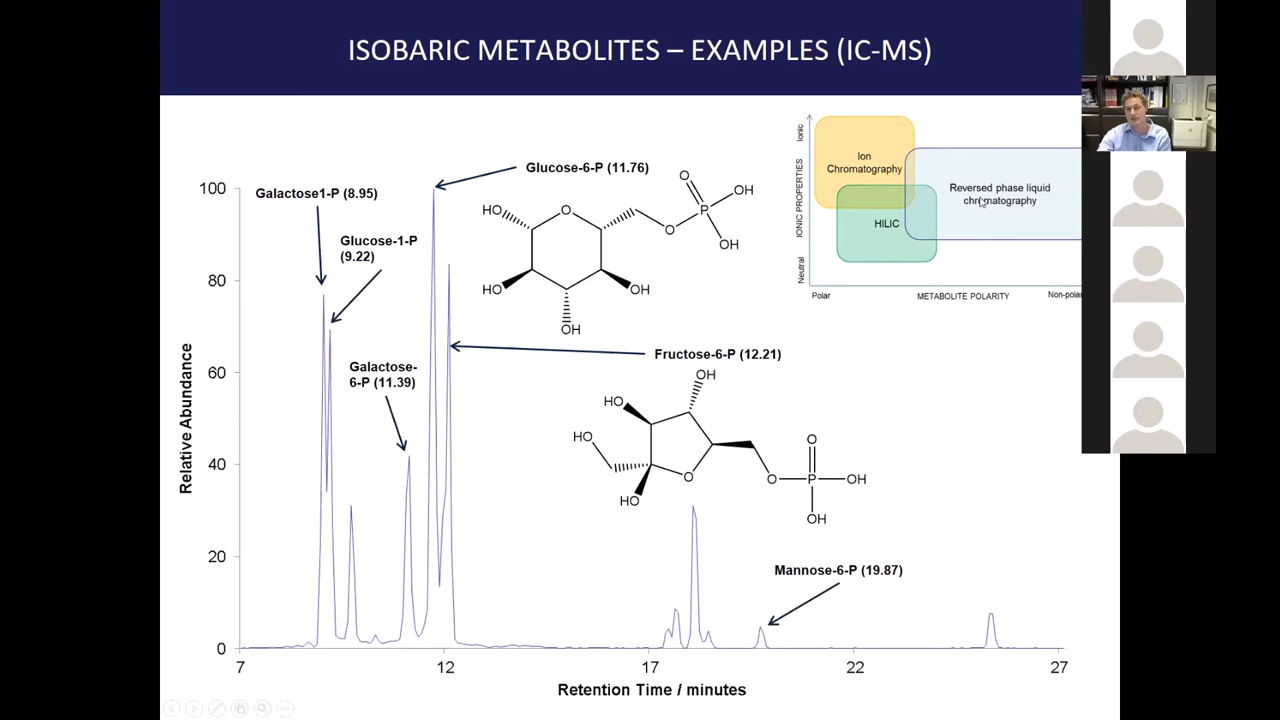 ISOBARIC METABOLITES – EXAMPLES (IC-MS)
Galactose1-P (8.95)
Glucose-1-P
(9.22)
Galactose-
6-P (11.39)
Glucose-6-P (11.76)
Fructose-6-P (12.21)
Mannose-6-P (19.87)
O
OH
HO
O
P
O
OH
HO
OH
OH
OH
HO
HO
O
HO
O
O
P
OH
OH
Ionic
IONIC PROPERTIES
Neutral
Ion
Chromatography
HILIC
Reversed phase liquid
chromatography
Polar
METABOLITE POLARITY
Non-polar
Relative Abundance
100
80
60
40
20
0
7
12
17
22
27
Retention Time / minutes